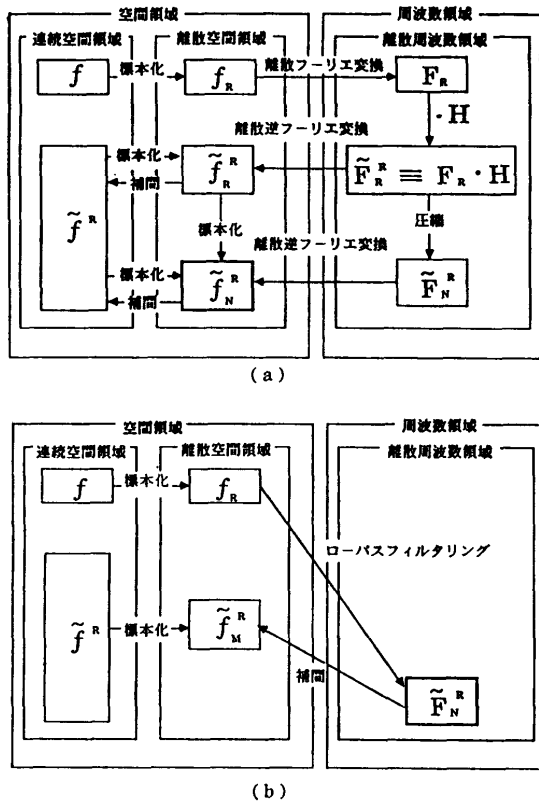 空間領域
周波数領域
連続空間領域
離散空間領域
離散周波数領域
f
標本化
f_R
離散フーリエ変換
F_R
・H
離散逆フーリエ変換
f̃^R
標本化
補間
f̃_R^R
F̃_R^R ≡ F_R・H
標本化
圧縮
離散逆フーリエ変換
標本化
補間
f̃_N^R
F̃_N^R
(a)
空間領域
周波数領域
連続空間領域
離散空間領域
離散周波数領域
f
標本化
f_R
ローパスフィルタリング
f̃^R
標本化
f̃_M^R
補間
F̃_N^R
(b)